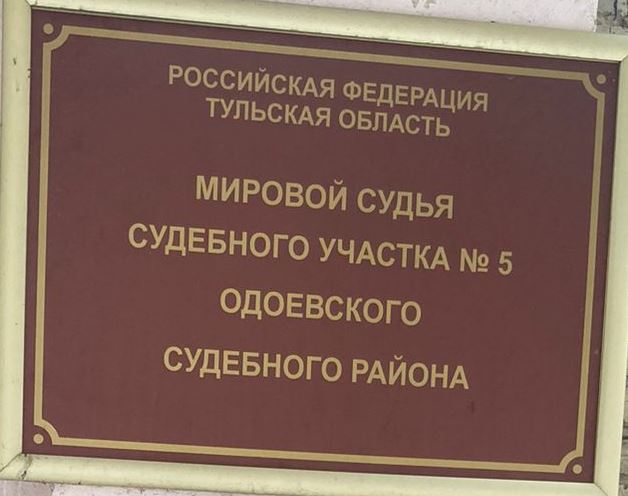 РОССИЙСКАЯ ФЕДЕРАЦИЯ
ТУЛЬСКАЯ ОБЛАСТЬ
МИРОВОЙ СУДЬЯ
СУДЕБНОГО УЧАСТКА № 5
ОДОЕВСКОГО
СУДЕБНОГО РАЙОНА